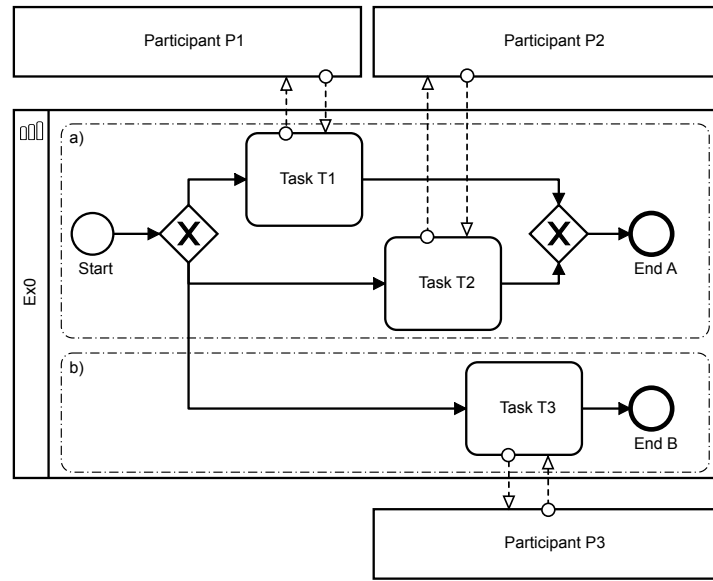 Participant P1
Participant P2
a)
Task T1
Start
Task T2
End A
Ex0
b)
Task T3
End B
Participant P3